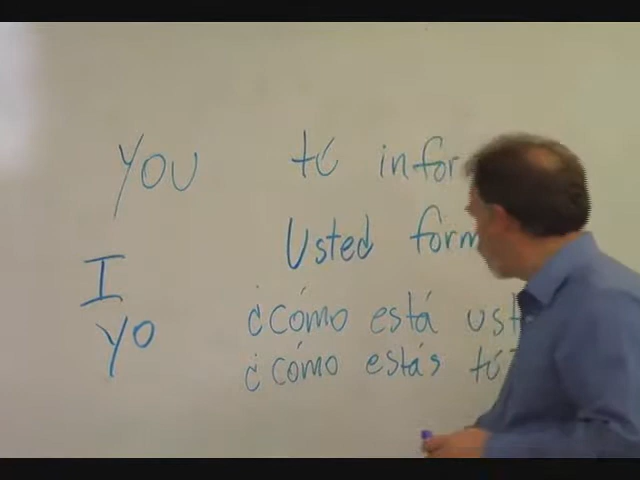 you tú infor
Usted form
I
yo
¿Cómo está ust
¿Cómo estás tú?